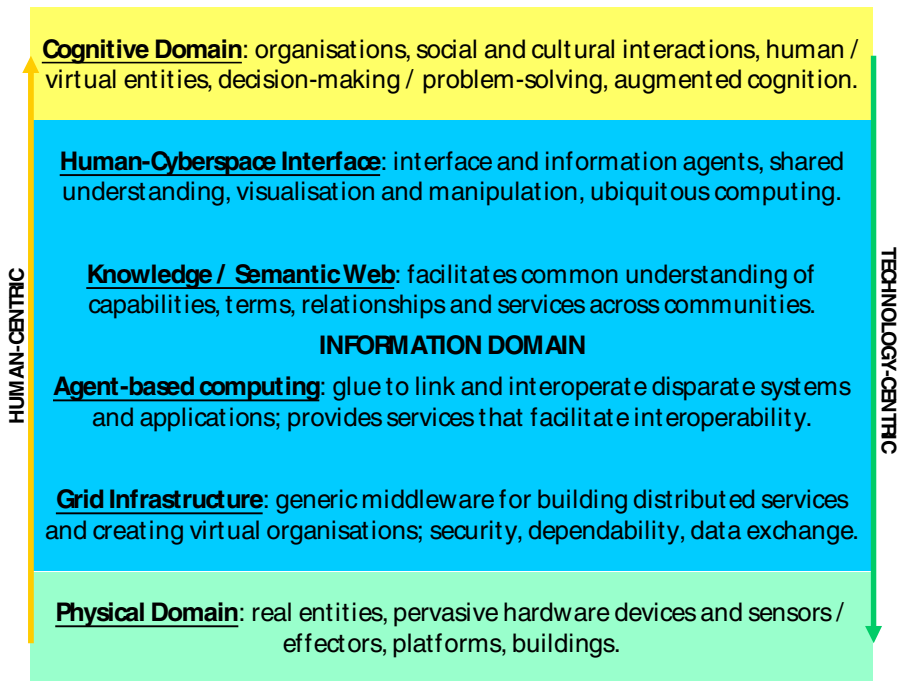 Cognitive Domain: organisations, social and cultural interactions, human /
virtual entities, decision-making / problem-solving, augmented cognition.
Human-Cyberspace Interface: interface and information agents, shared
understanding, visualisation and manipulation, ubiquitous computing.
HUMAN-CENTRIC
TECHNOLOGY-CENTRIC
Knowledge / Semantic Web: facilitates common understanding of
capabilities, terms, relationships and services across communities.
INFORMATION DOMAIN
Agent-based computing: glue to link and interoperate disparate systems
and applications; provides services that facilitate interoperability.
Grid Infrastructure: generic middleware for building distributed services
and creating virtual organisations; security, dependability, data exchange.
Physical Domain: real entities, pervasive hardware devices and sensors /
effectors, platforms, buildings.